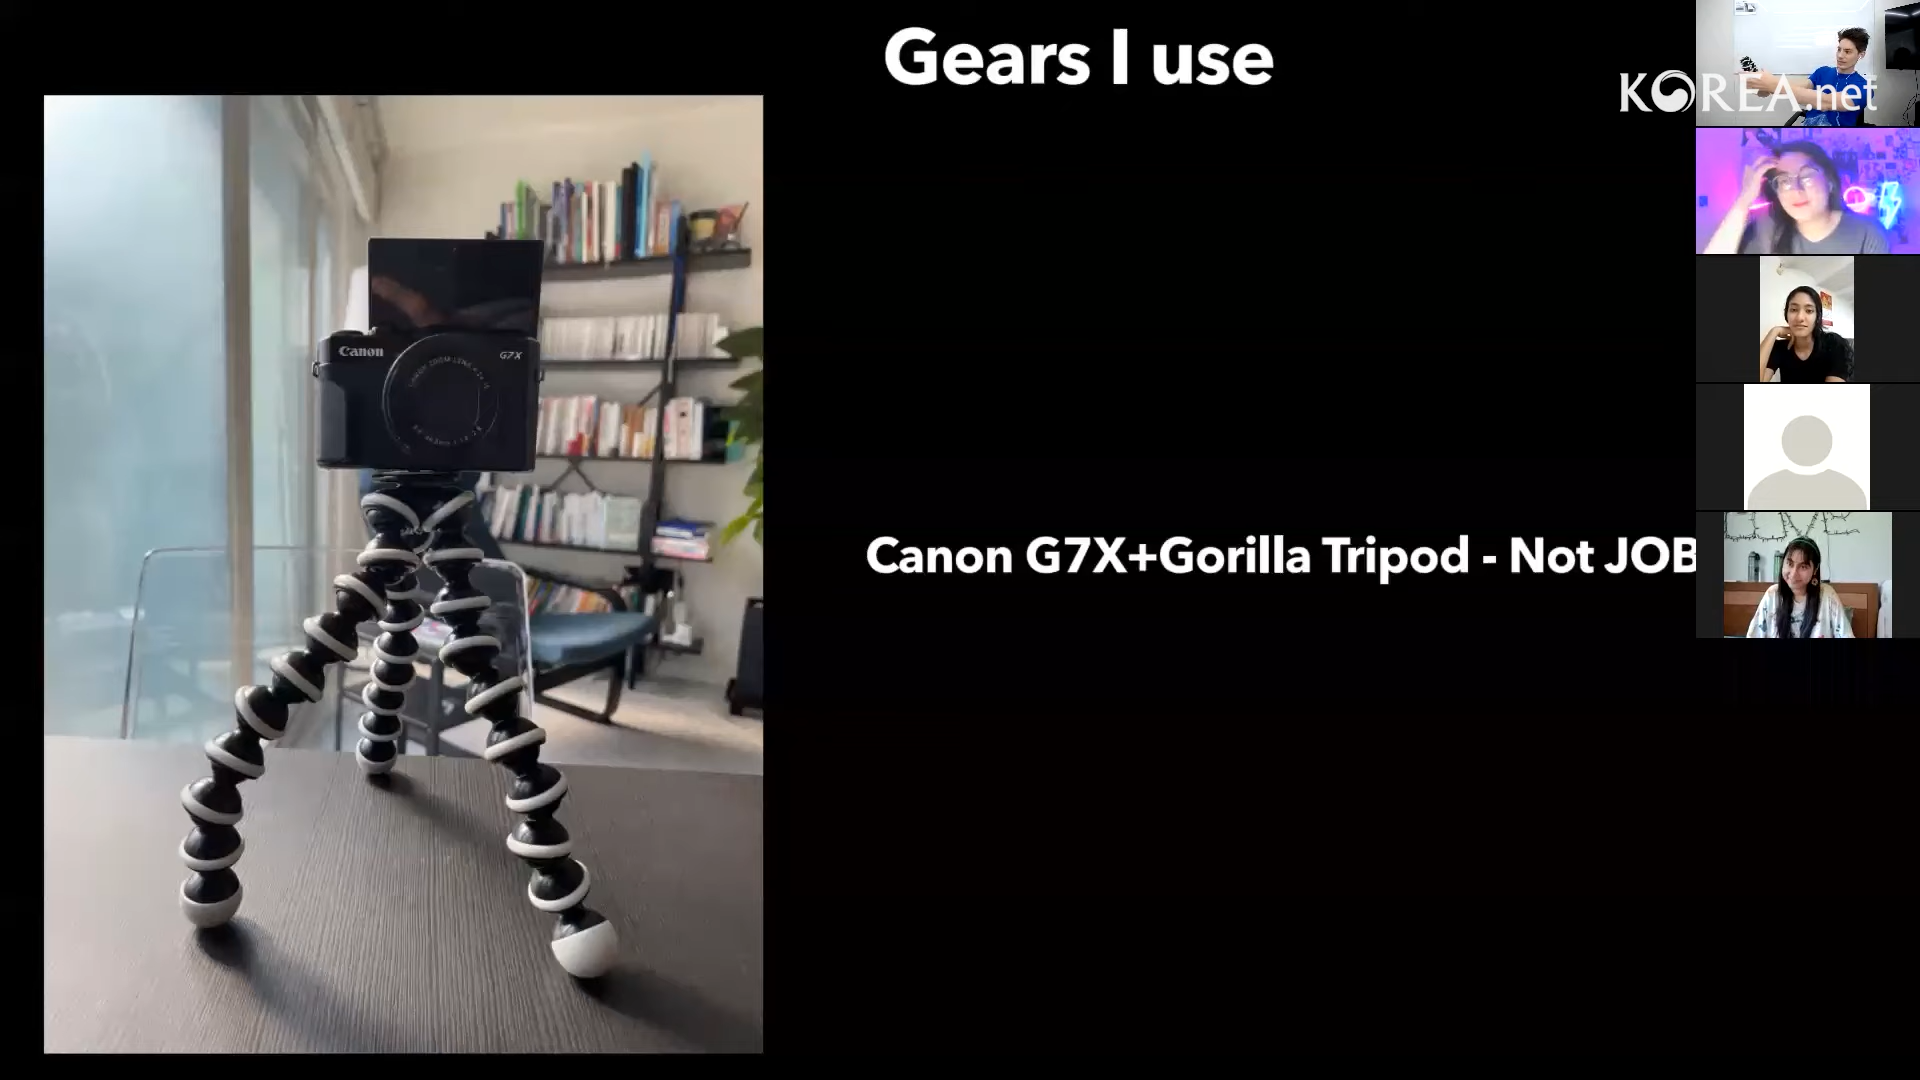 Gears I use
KOREA.net
Canon G7X
Canon G7X+Gorilla Tripod - Not JOB